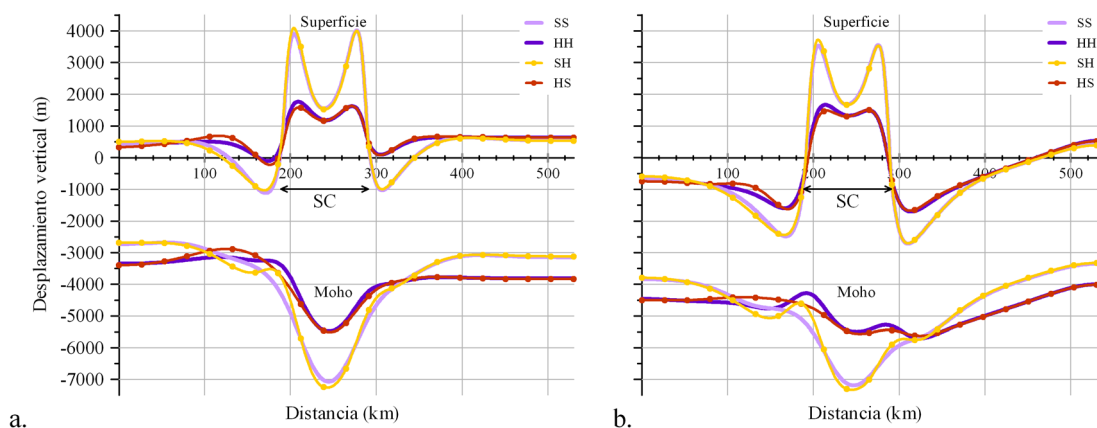 Desplazamiento vertical (m)
4000
3000
2000
1000
0
-1000
-2000
-3000
-4000
-5000
-6000
-7000
100 200 300 400 500
Superficie
SC
Moho
SS
HH
SH
HS
Distancia (km)
a.
100 200 300 400 500
Superficie
SC
Moho
SS
HH
SH
HS
Distancia (km)
b.